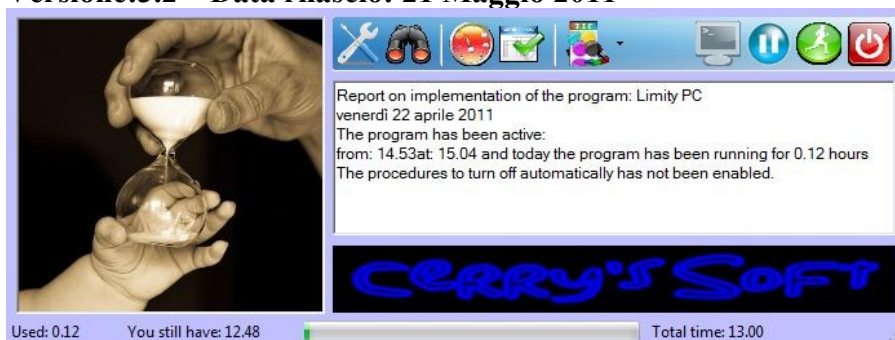 Versione:3.2 – Data rilascio: 21 Maggio 2011
Report on implementation of the program: Limity PC
venerdì 22 aprile 2011
The program has been active:
from: 14.53at: 15.04 and today the program has been running for 0.12 hours
The procedures to turn off automatically has not been enabled.
CERRY'S SOFT
Used: 0.12 You still have: 12.48 Total time: 13.00